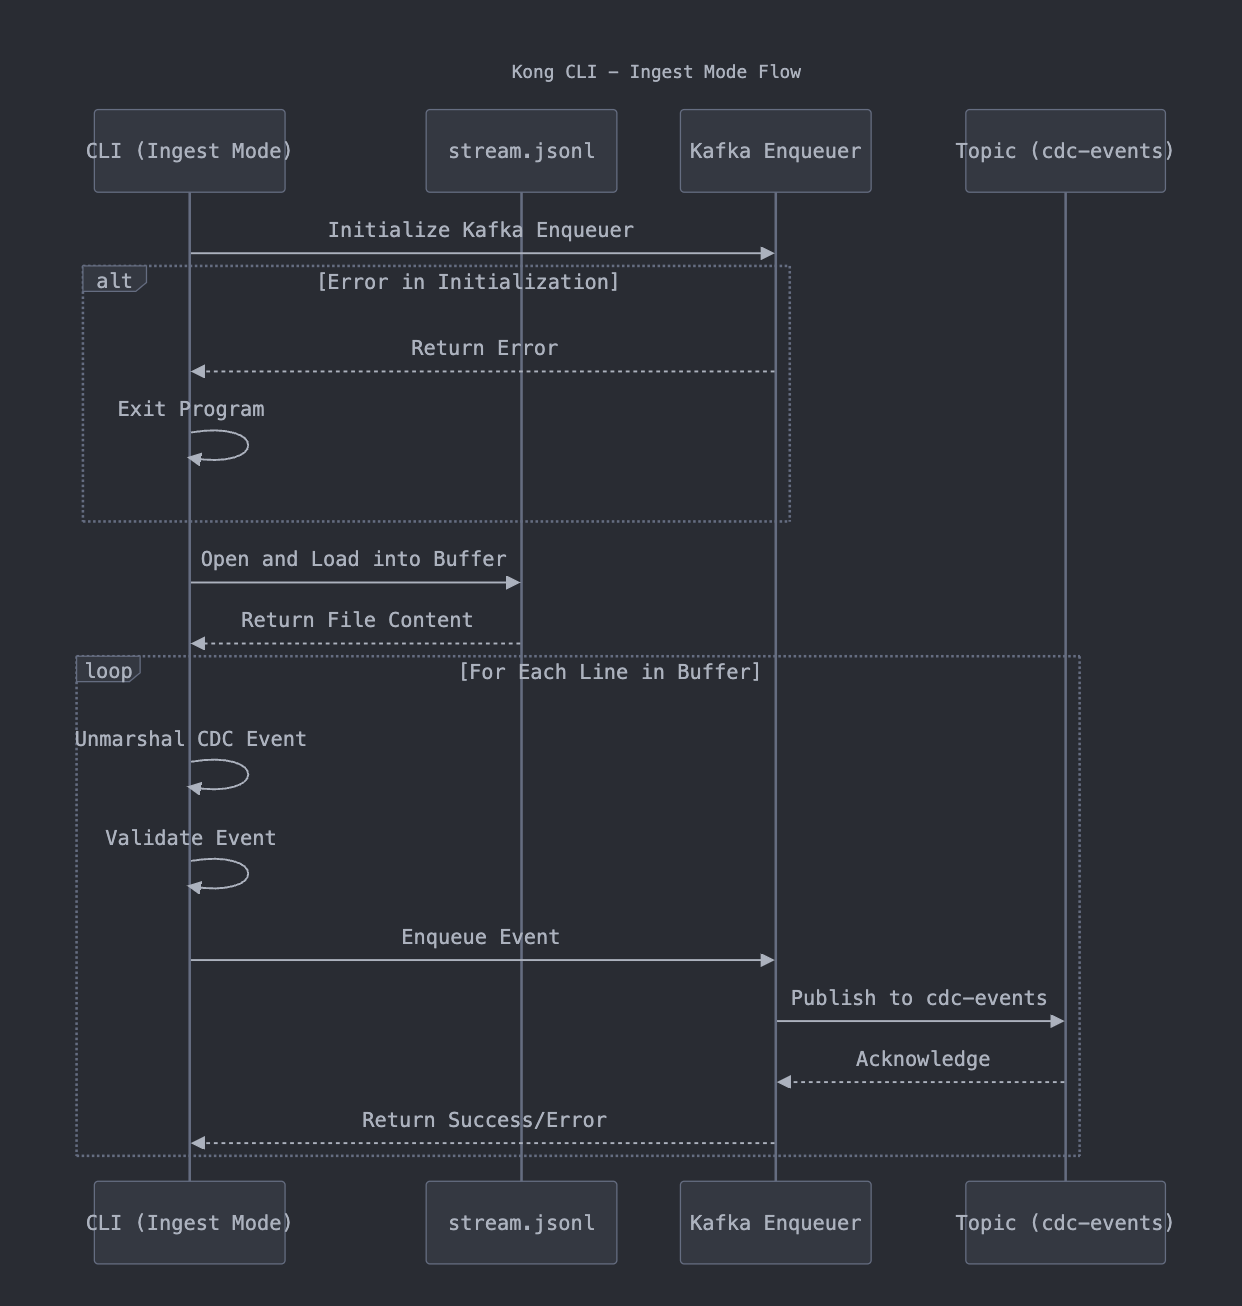 Kong CLI - Ingest Mode Flow
CLI (Ingest Mode)
stream.jsonl
Kafka Enqueuer
Topic (cdc-events)
Initialize Kafka Enqueuer
alt
[Error in Initialization]
Return Error
Exit Program
Open and Load into Buffer
Return File Content
loop
[For Each Line in Buffer]
Unmarshal CDC Event
Validate Event
Enqueue Event
Publish to cdc-events
Acknowledge
Return Success/Error
CLI (Ingest Mode)
stream.jsonl
Kafka Enqueuer
Topic (cdc-events)